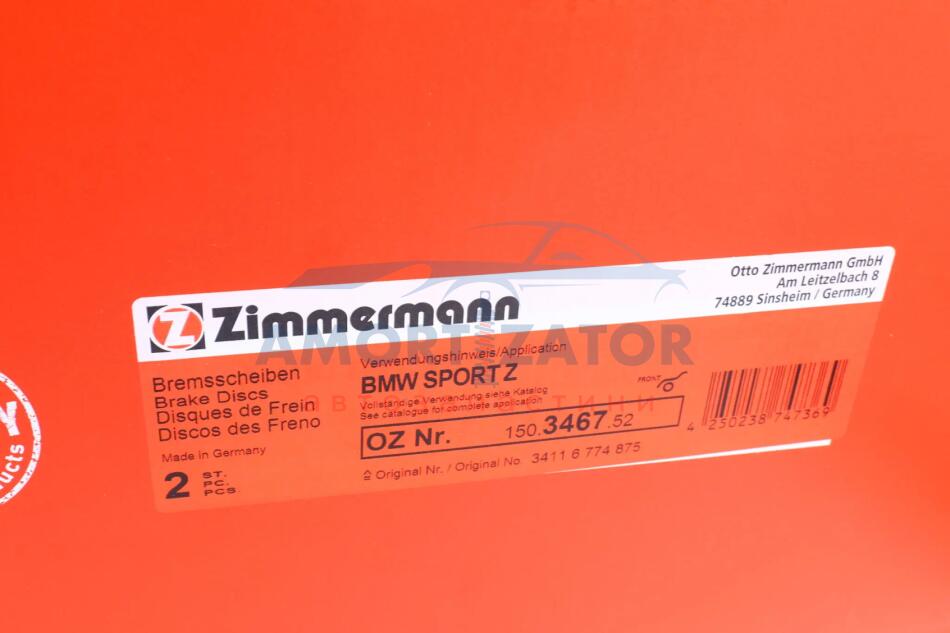 Otto Zimmermann GmbH
Am Leitzelbach 8
74889 Sinsheim / Germany
Z Zimmermann
AMORTIZATOR
Bremsscheiben
Brake Discs
Disques de Frein
Discos des Freno
Made in Germany
2 ST.
PC.
PCS.
Verwendungshinweis/Application
BMW SPORT Z
Vollständige Verwendung siehe Katalog
See catalogue for complete application
OZ Nr. 150.3467.52
Original Nr. / Original No. 3411 6 774 875
FRONT
4 250238 747369
Y
ucts